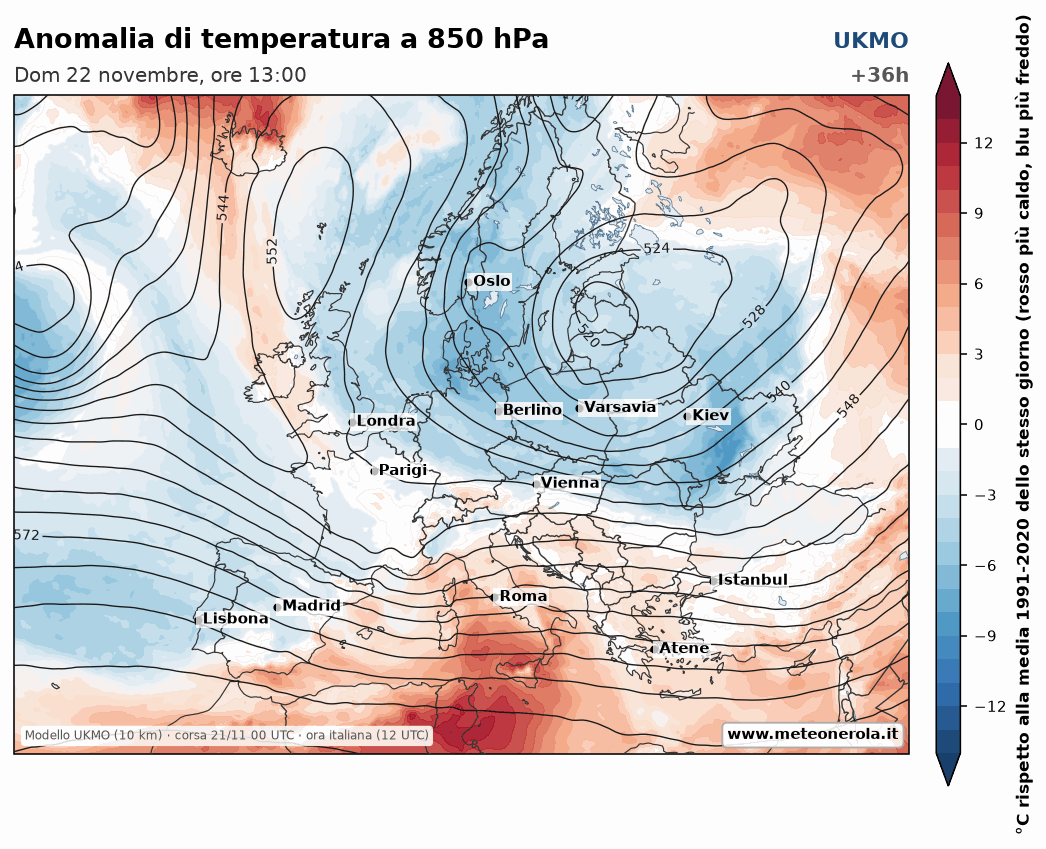 Anomalia di temperatura a 850 hPa
UKMO
Dom 22 novembre, ore 13:00
+36h
544
552
524
528
540
548
572
Oslo
Londra
Berlino
Varsavia
Kiev
Parigi
Vienna
Istanbul
Roma
Madrid
Lisbona
Atene
Modello UKMO (10 km) · corsa 21/11 00 UTC · ora italiana (12 UTC)
www.meteonerola.it
12
9
6
3
0
−3
−6
−9
−12
°C rispetto alla media 1991-2020 dello stesso giorno (rosso più caldo, blu più freddo)